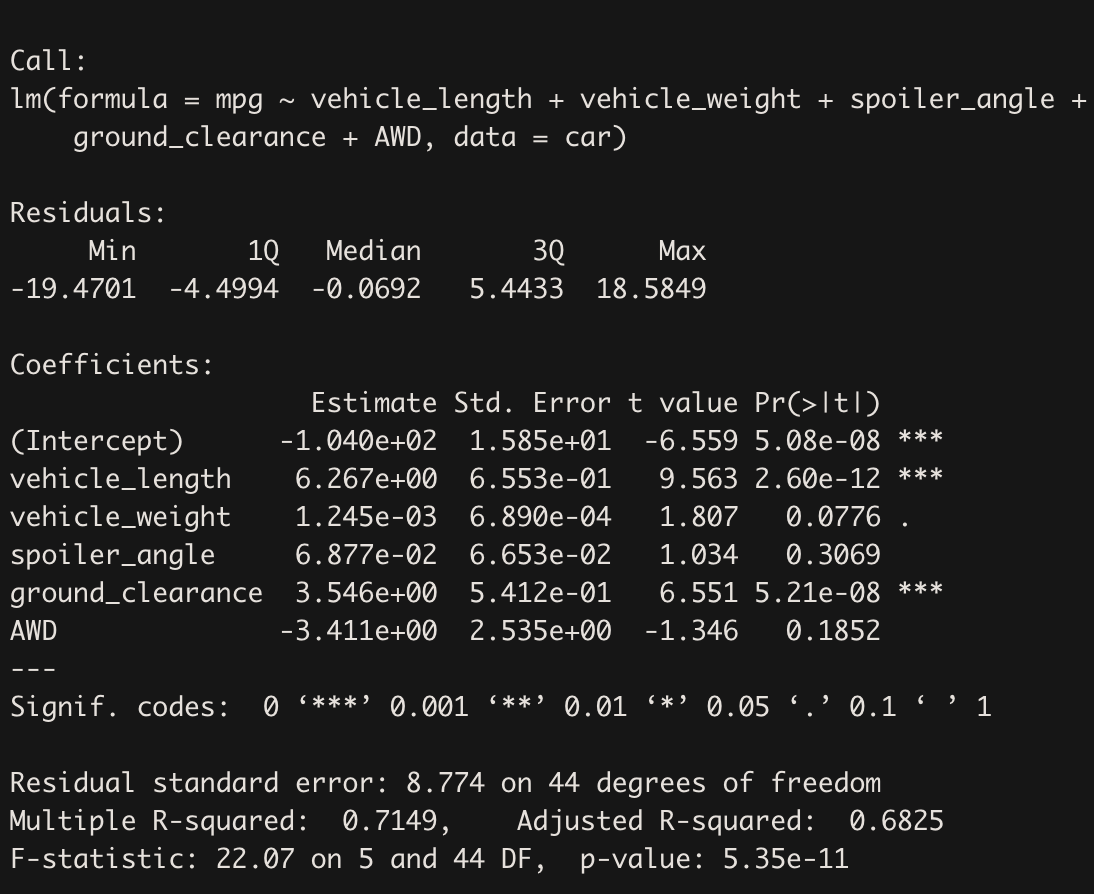 Call:
lm(formula = mpg ~ vehicle_length + vehicle_weight + spoiler_angle +
    ground_clearance + AWD, data = car)

Residuals:
     Min       1Q   Median       3Q      Max
-19.4701  -4.4994  -0.0692   5.4433  18.5849

Coefficients:
                   Estimate Std. Error t value Pr(>|t|)
(Intercept)      -1.040e+02  1.585e+01  -6.559 5.08e-08 ***
vehicle_length    6.267e+00  6.553e-01   9.563 2.60e-12 ***
vehicle_weight    1.245e-03  6.890e-04   1.807   0.0776 .
spoiler_angle     6.877e-02  6.653e-02   1.034   0.3069
ground_clearance  3.546e+00  5.412e-01   6.551 5.21e-08 ***
AWD              -3.411e+00  2.535e+00  -1.346   0.1852
---
Signif. codes:  0 ‘***’ 0.001 ‘**’ 0.01 ‘*’ 0.05 ‘.’ 0.1 ‘ ’ 1

Residual standard error: 8.774 on 44 degrees of freedom
Multiple R-squared:  0.7149,    Adjusted R-squared:  0.6825
F-statistic: 22.07 on 5 and 44 DF,  p-value: 5.35e-11